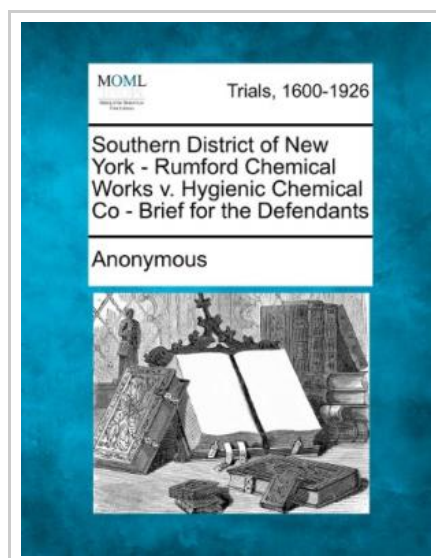 MOML
Trials, 1600-1926
Southern District of New
York - Rumford Chemical
Works v. Hygienic Chemical
Co - Brief for the Defendants
Anonymous